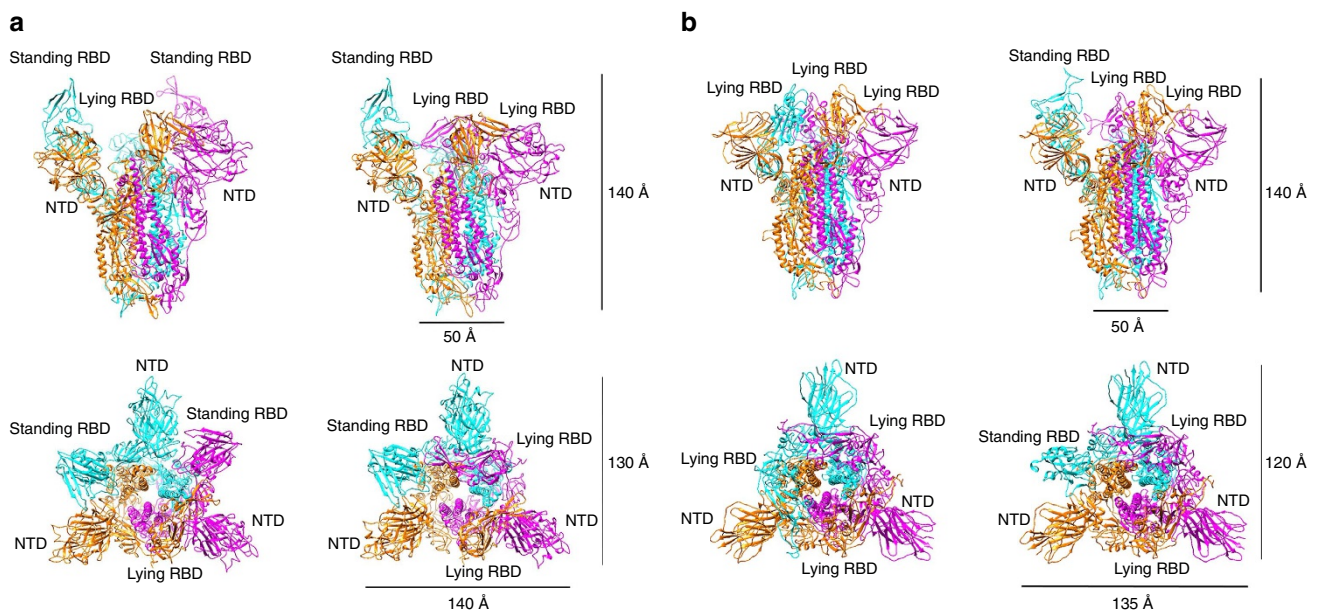 a
Standing RBD
Standing RBD
Lying RBD
NTD
NTD
Standing RBD
Lying RBD
Lying RBD
NTD
NTD
140 Å
50 Å
NTD
Standing RBD
Standing RBD
NTD
NTD
Lying RBD
NTD
Standing RBD
Lying RBD
NTD
NTD
Lying RBD
130 Å
140 Å
b
Lying RBD
Lying RBD
Lying RBD
NTD
NTD
Standing RBD
Lying RBD
Lying RBD
NTD
NTD
140 Å
50 Å
NTD
Lying RBD
Lying RBD
NTD
NTD
Lying RBD
NTD
Lying RBD
Standing RBD
NTD
NTD
Lying RBD
120 Å
135 Å